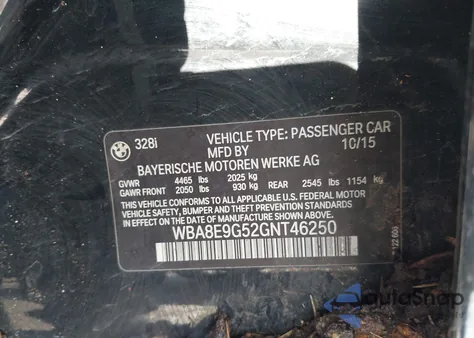 328i VEHICLE TYPE: PASSENGER CAR
MFD BY 10/15
BAYERISCHE MOTOREN WERKE AG
GVWR 4465 lbs 2025 kg
GAWR FRONT 2050 lbs 930 kg REAR 2545 lbs 1154 kg
THIS VEHICLE CONFORMS TO ALL APPLICABLE U.S. FEDERAL
MOTOR VEHICLE SAFETY, BUMPER AND THEFT PREVENTION STANDARDS
IN EFFECT ON THE DATE OF MANUFACTURE SHOWN ABOVE.
WBA8E9G52GNT46250
AutoSnap